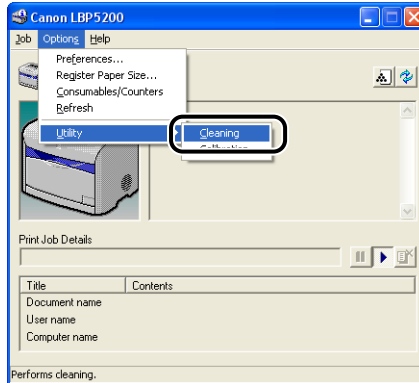 Canon LBP5200
Job Options Help
Preferences...
Register Paper Size...
Consumables/Counters
Refresh
Utility
Cleaning
Calibration
Print Job Details
Title Contents
Document name
User name
Computer name
Performs cleaning.